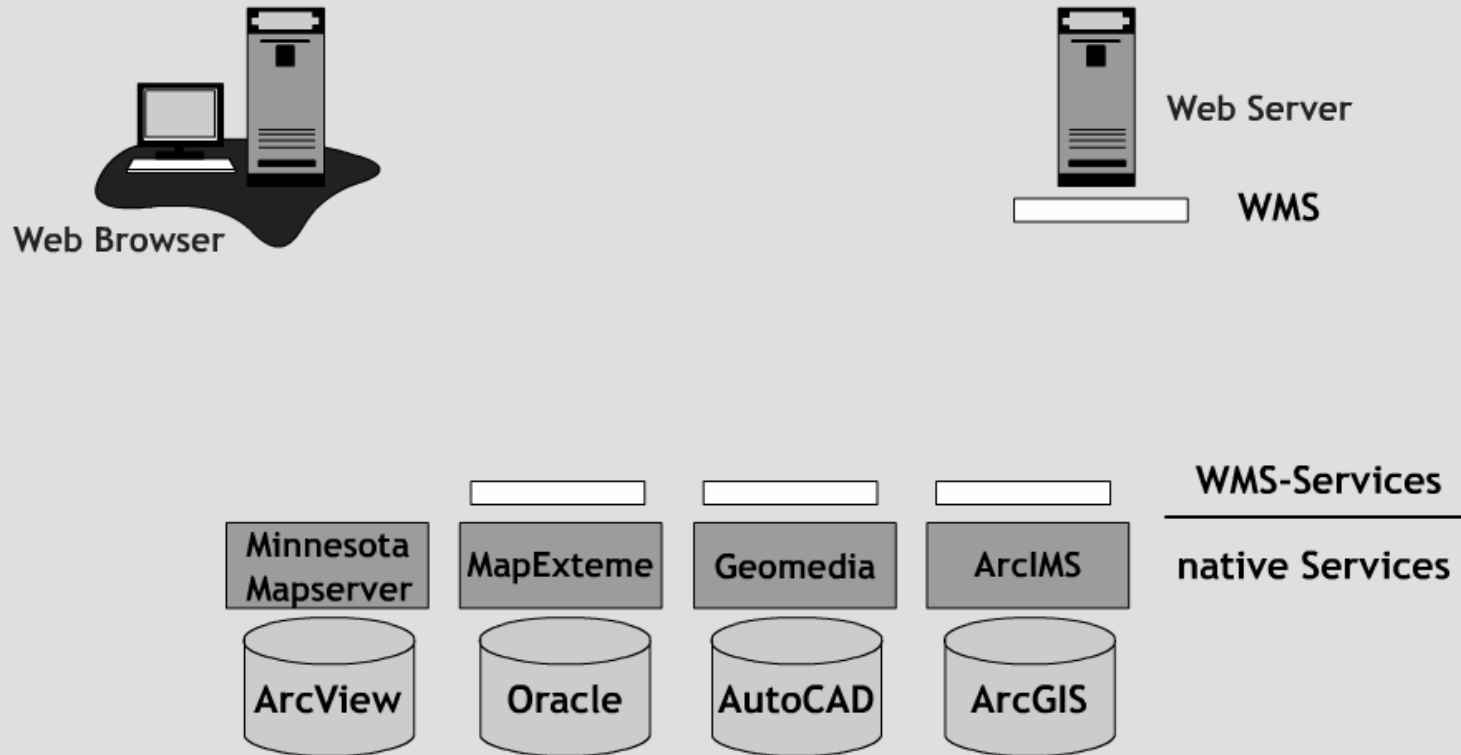 Web Server
WMS
Web Browser
WMS-Services
Minnesota
Mapserver
MapExteme
Geomedia
ArcIMS
native Services
ArcView
Oracle
AutoCAD
ArcGIS